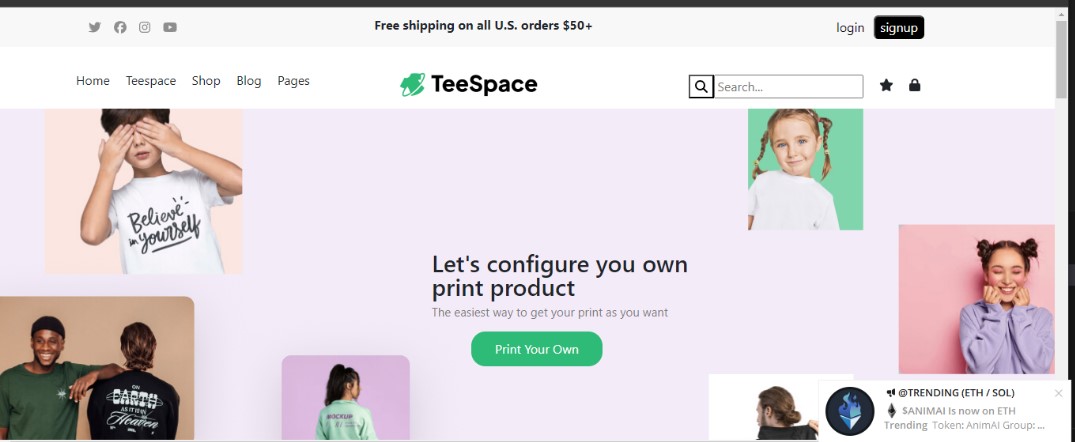 Free shipping on all U.S. orders $50+
login
signup
Home
Teespace
Shop
Blog
Pages
TeeSpace
Search...
Believe
in yourself
Let's configure you own
print product
The easiest way to get your print as you want
Print Your Own
ON
EARTH
AS IT IS IN
Heaven
MOCKUP
@TRENDING (ETH / SOL)
$ANIMAI Is now on ETH
Trending Token: AnimAI Group: ...